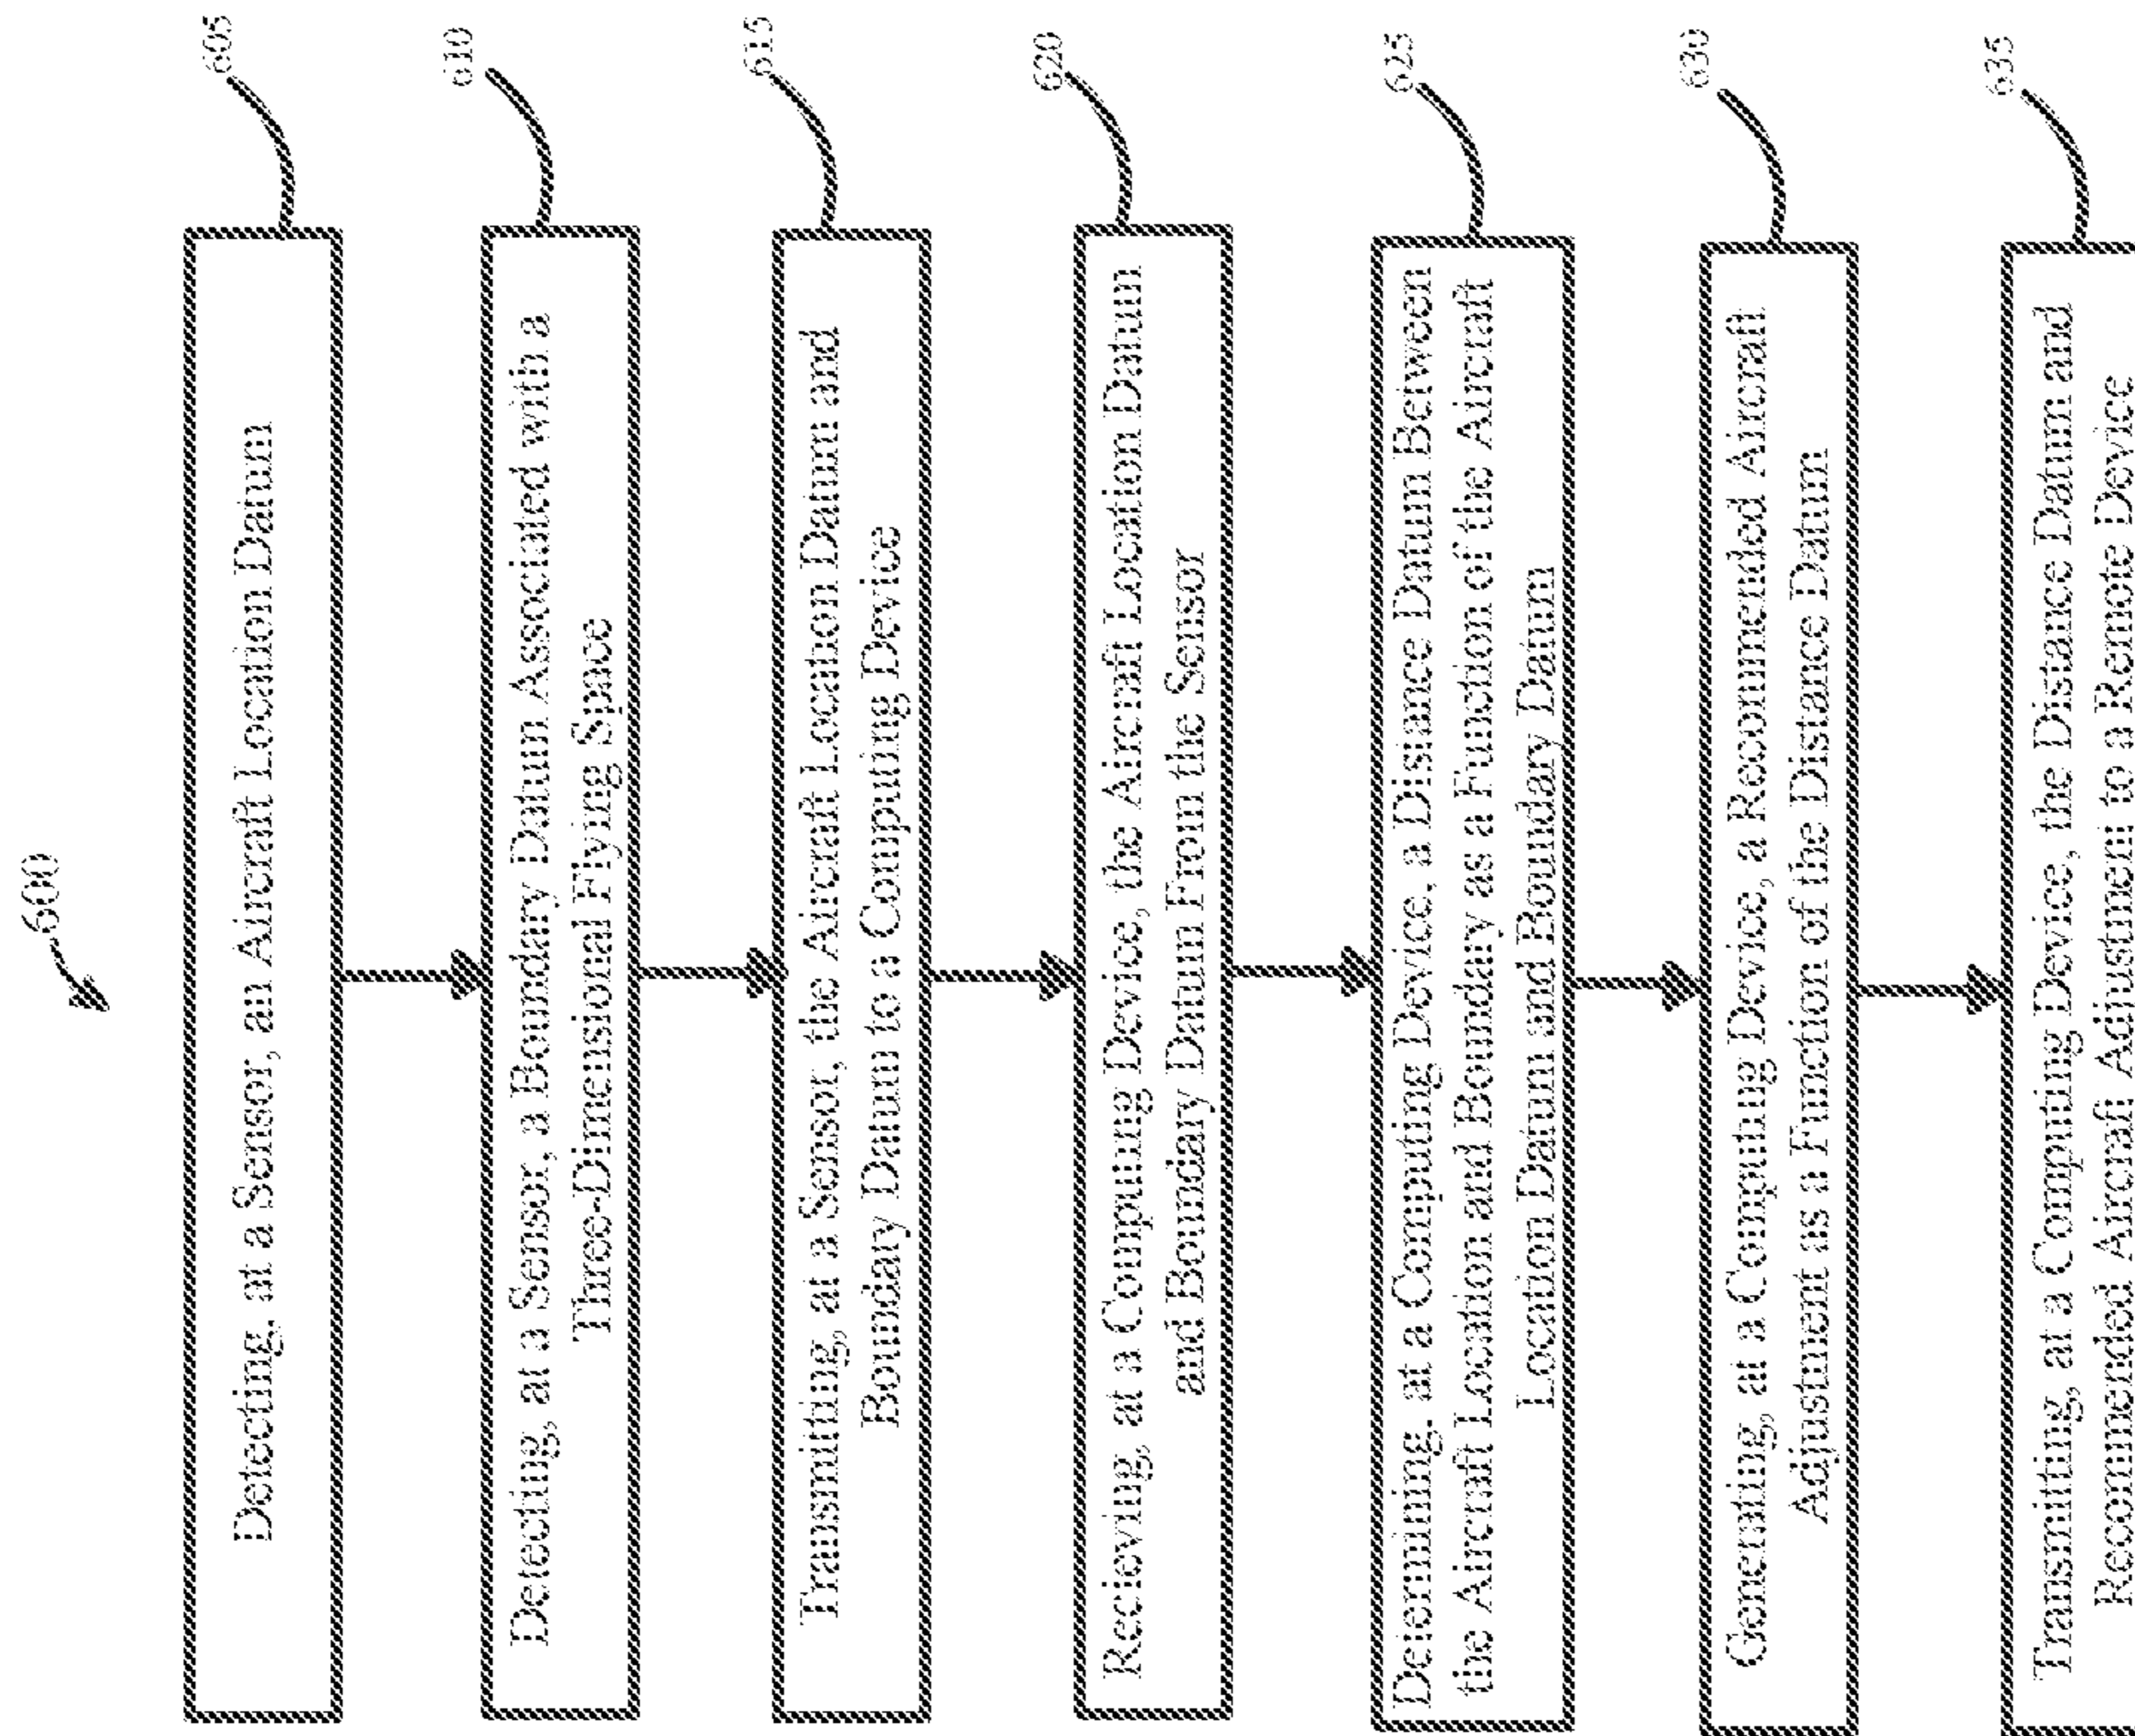 600
605
Detecting, at a Sensor, an Aircraft Location Datum
610
Detecting, at a Sensor, a Boundary Datum Associated with a
Three-Dimensional Flying Space
615
Transmitting, at a Sensor, the Aircraft Location Datum and
Boundary Datum to a Computing Device
620
Recieving, at a Computing Device, the Aircraft Location Datum
and Boundary Datum From the Sensor
625
Determining, at a Computing Device, a Distance Datum Between
the Aircraft Location and Boundary as a Function of the Aircraft
Location Datum and Boundary Datum
630
Generating, at a Computing Device, a Recommended Aircraft
Adjustment as a Function of the Distance Datum
635
Transmitting, at a Computing Device, the Distance Datum and
Recommended Aircraft Adjustment to a Remote Device